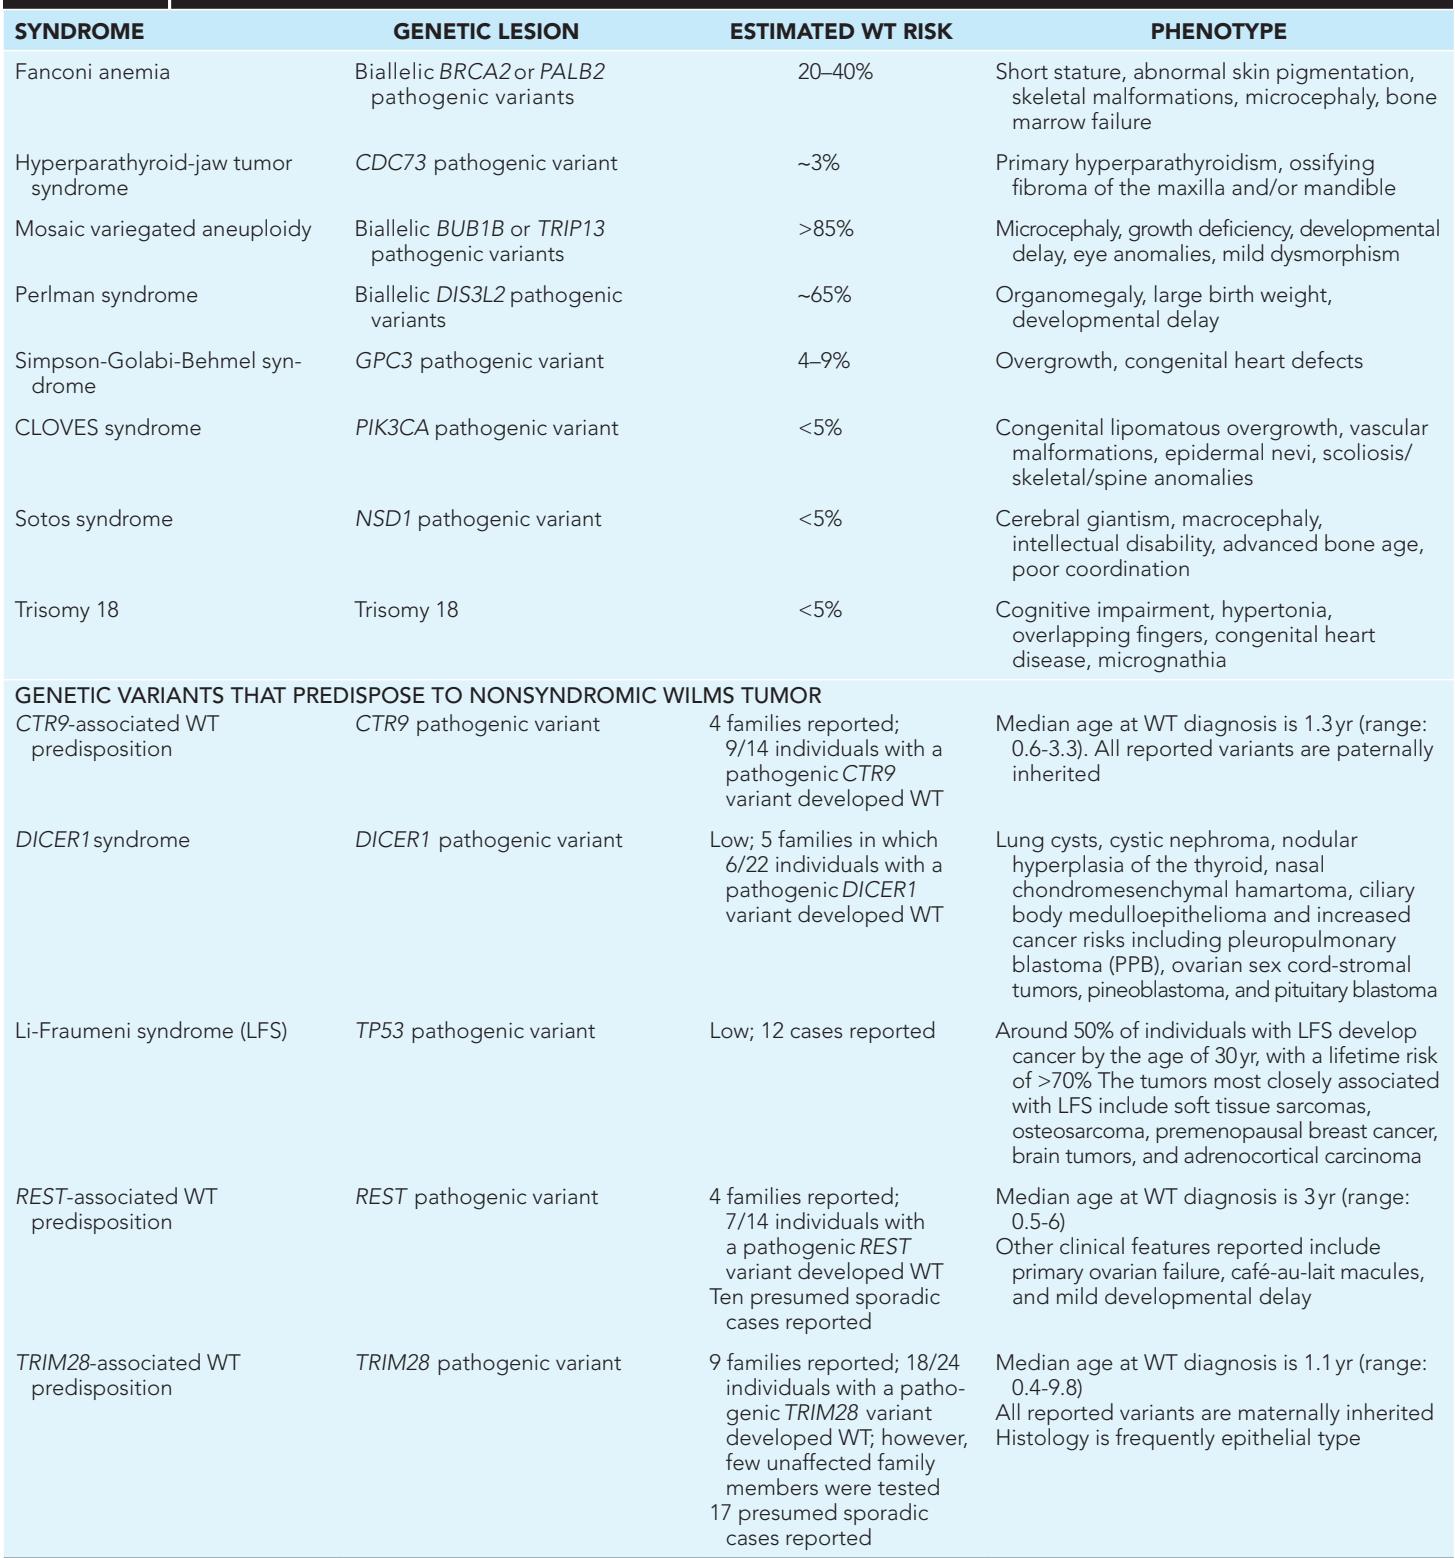 SYNDROME GENETIC LESION ESTIMATED WT RISK PHENOTYPE
Fanconi anemia
Biallelic BRCA2 or PALB2
pathogenic variants
20–40%
Short stature, abnormal skin pigmentation,
skeletal malformations, microcephaly, bone
marrow failure
Hyperparathyroid-jaw tumor
syndrome
CDC73 pathogenic variant
~3%
Primary hyperparathyroidism, ossifying
fibroma of the maxilla and/or mandible
Mosaic variegated aneuploidy
Biallelic BUB1B or TRIP13
pathogenic variants
>85%
Microcephaly, growth deficiency, developmental
delay, eye anomalies, mild dysmorphism
Perlman syndrome
Biallelic DIS3L2 pathogenic
variants
~65%
Organomegaly, large birth weight,
developmental delay
Simpson-Golabi-Behmel syn-
drome
GPC3 pathogenic variant
4–9%
Overgrowth, congenital heart defects
CLOVES syndrome
PIK3CA pathogenic variant
<5%
Congenital lipomatous overgrowth, vascular
malformations, epidermal nevi, scoliosis/
skeletal/spine anomalies
Sotos syndrome
NSD1 pathogenic variant
<5%
Cerebral giantism, macrocephaly,
intellectual disability, advanced bone age,
poor coordination
Trisomy 18
Trisomy 18
<5%
Cognitive impairment, hypertonia,
overlapping fingers, congenital heart
disease, micrognathia
GENETIC VARIANTS THAT PREDISPOSE TO NONSYNDROMIC WILMS TUMOR
CTR9-associated WT
predisposition
CTR9 pathogenic variant
4 families reported;
9/14 individuals with a
pathogenic CTR9
variant developed WT
Median age at WT diagnosis is 1.3 yr (range:
0.6-3.3). All reported variants are paternally
inherited
DICER1 syndrome
DICER1 pathogenic variant
Low; 5 families in which
6/22 individuals with a
pathogenic DICER1
variant developed WT
Lung cysts, cystic nephroma, nodular
hyperplasia of the thyroid, nasal
chondromesenchymal hamartoma, ciliary
body medulloepithelioma and increased
cancer risks including pleuropulmonary
blastoma (PPB), ovarian sex cord-stromal
tumors, pineoblastoma, and pituitary blastoma
Li-Fraumeni syndrome (LFS)
TP53 pathogenic variant
Low; 12 cases reported
Around 50% of individuals with LFS develop
cancer by the age of 30 yr, with a lifetime risk
of >70% The tumors most closely associated
with LFS include soft tissue sarcomas,
osteosarcoma, premenopausal breast cancer,
brain tumors, and adrenocortical carcinoma
REST-associated WT
predisposition
REST pathogenic variant
4 families reported;
7/14 individuals with
a pathogenic REST
variant developed WT
Ten presumed sporadic
cases reported
Median age at WT diagnosis is 3 yr (range:
0.5-6)
Other clinical features reported include
primary ovarian failure, café-au-lait macules,
and mild developmental delay
TRIM28-associated WT
predisposition
TRIM28 pathogenic variant
9 families reported; 18/24
individuals with a patho-
genic TRIM28 variant
developed WT; however,
few unaffected family
members were tested
17 presumed sporadic
cases reported
Median age at WT diagnosis is 1.1 yr (range:
0.4-9.8)
All reported variants are maternally inherited
Histology is frequently epithelial type